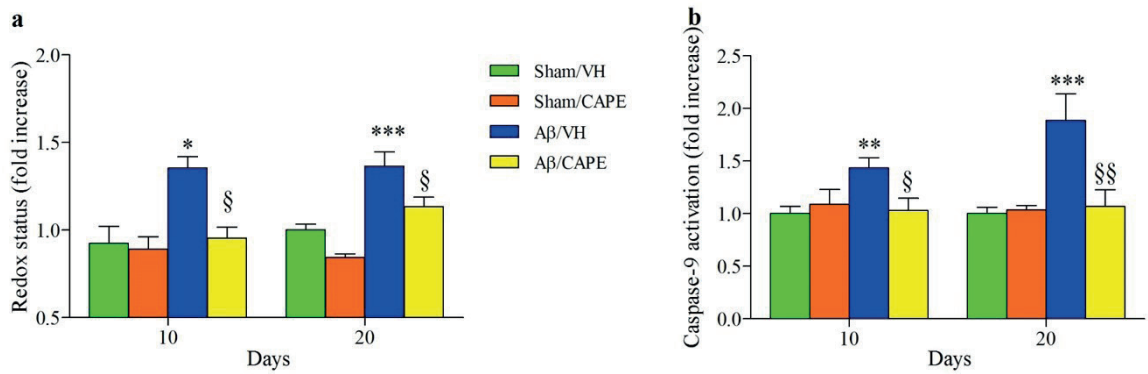 a
Redox status (fold increase)
2.0
1.5
1.0
0.5
*
§
***
§
10
20
Days
Sham/VH
Sham/CAPE
Aβ/VH
Aβ/CAPE
b
Caspase-9 activation (fold increase)
2.5
2.0
1.5
1.0
0.5
0.0
**
§
***
§§
10
20
Days